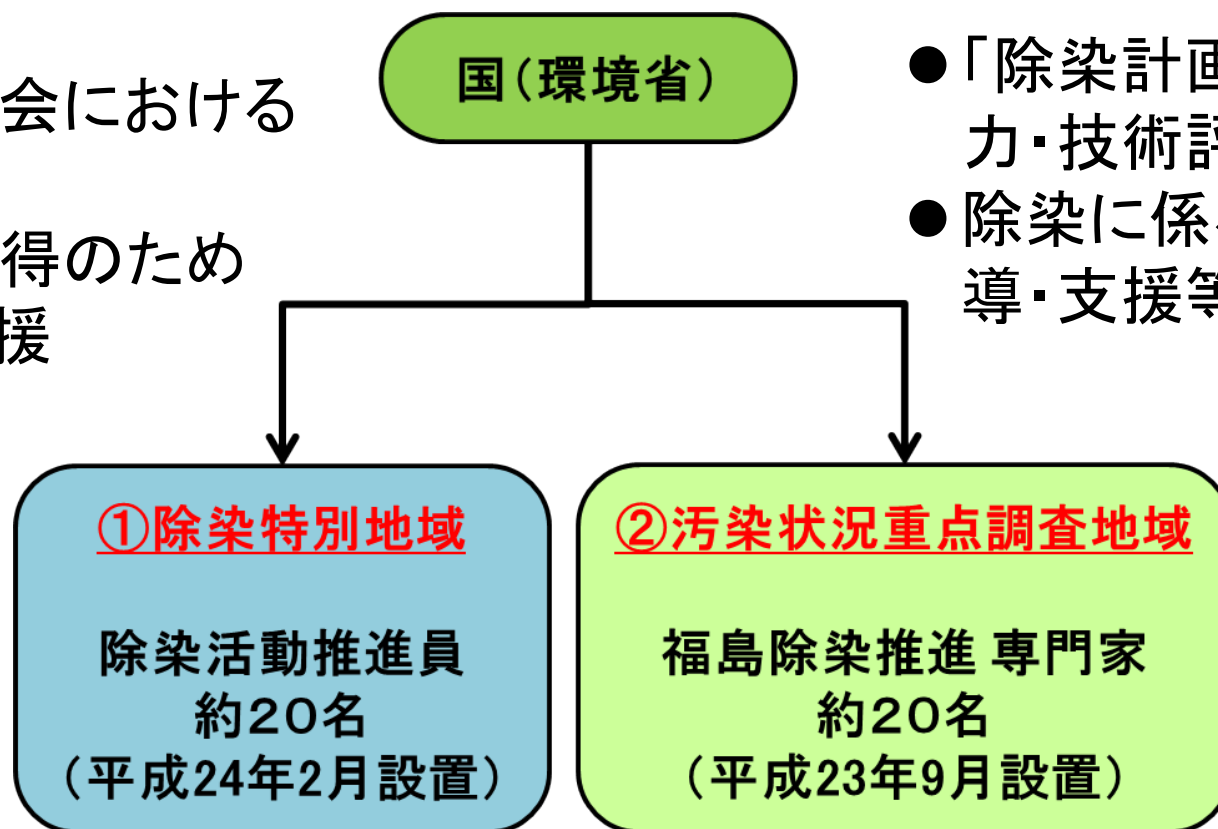 会における
得のため
援
国(環境省)
●「除染計画
力・技術評
●除染に係
導・支援等
①除染特別地域
除染活動推進員
約20名
(平成24年2月設置)
②汚染状況重点調査地域
福島除染推進 専門家
約20名
(平成23年9月設置)